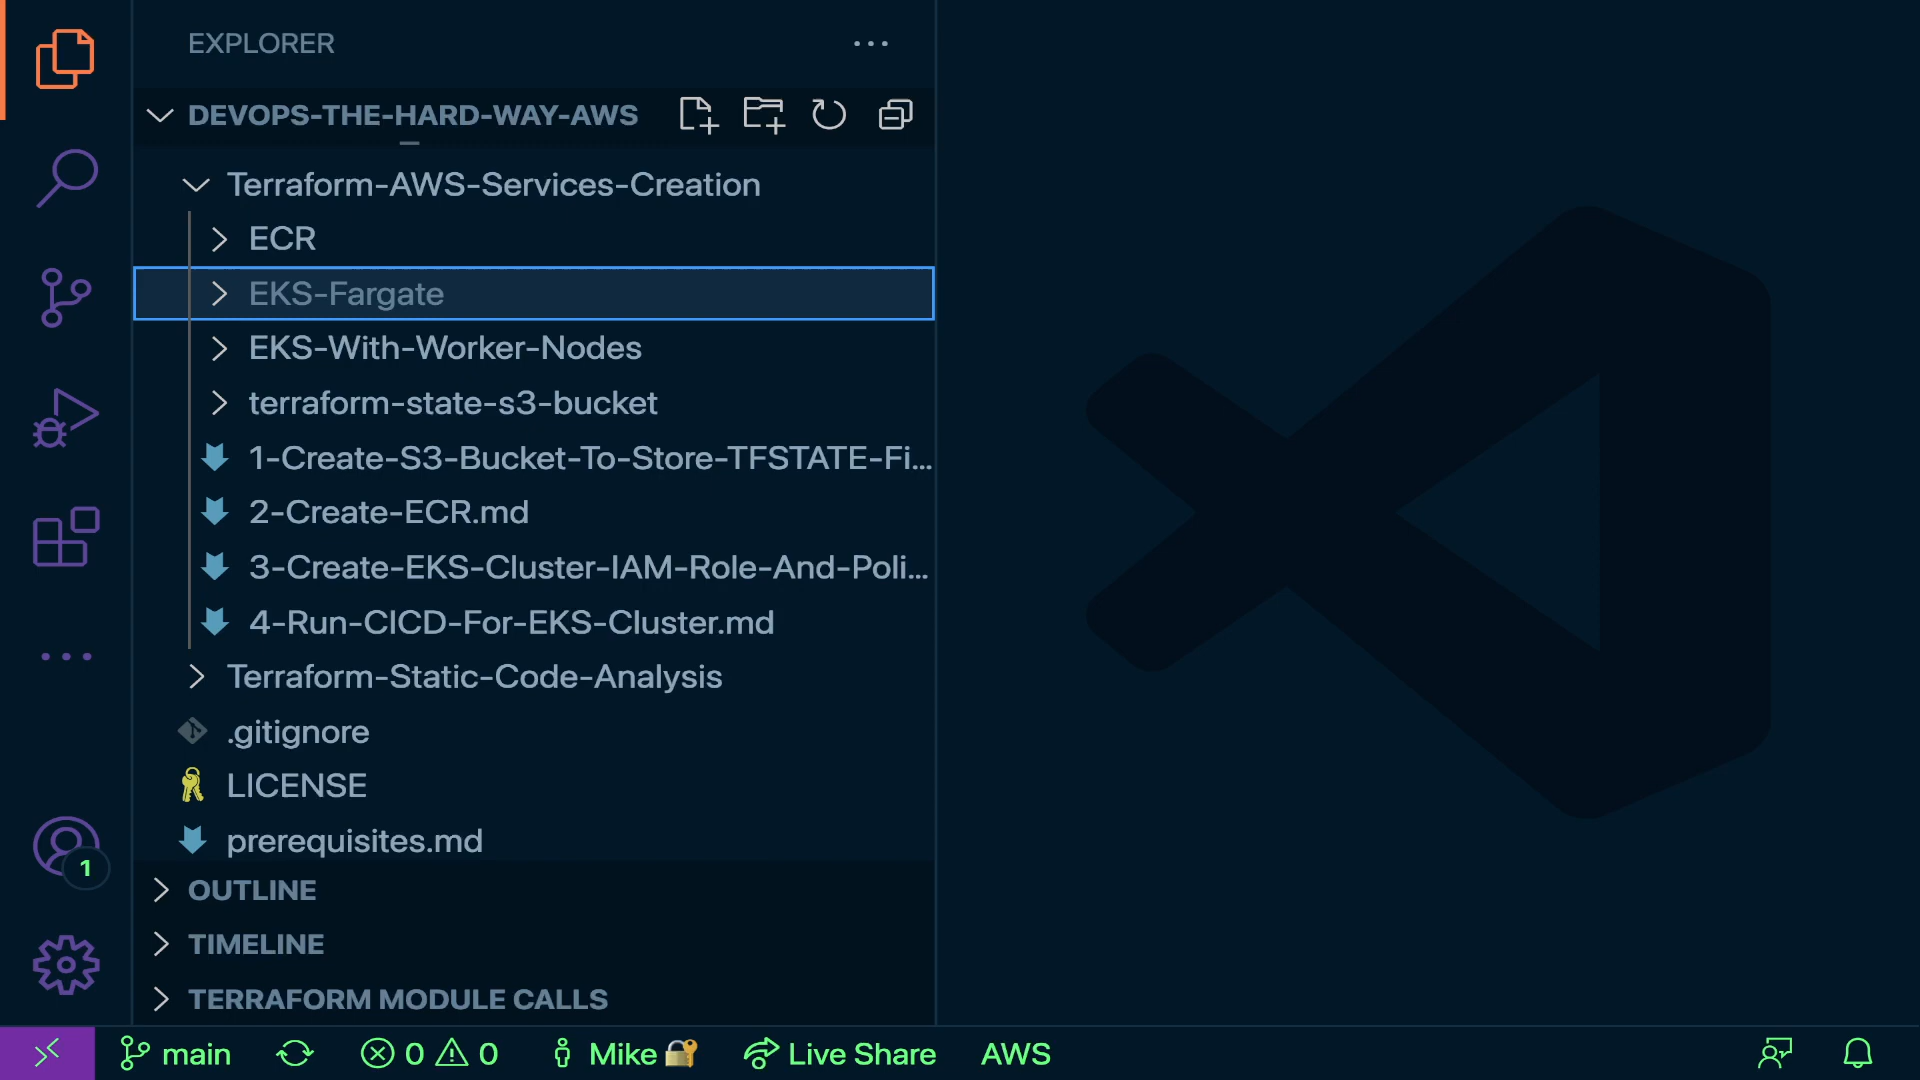 EXPLORER
DEVOPS-THE-HARD-WAY-AWS
Terraform-AWS-Services-Creation
ECR
EKS-Fargate
EKS-With-Worker-Nodes
terraform-state-s3-bucket
1-Create-S3-Bucket-To-Store-TFSTATE-Fi...
2-Create-ECR.md
3-Create-EKS-Cluster-IAM-Role-And-Poli...
4-Run-CICD-For-EKS-Cluster.md
Terraform-Static-Code-Analysis
.gitignore
LICENSE
prerequisites.md
1
OUTLINE
TIMELINE
TERRAFORM MODULE CALLS
main 0 0 Mike Live Share AWS